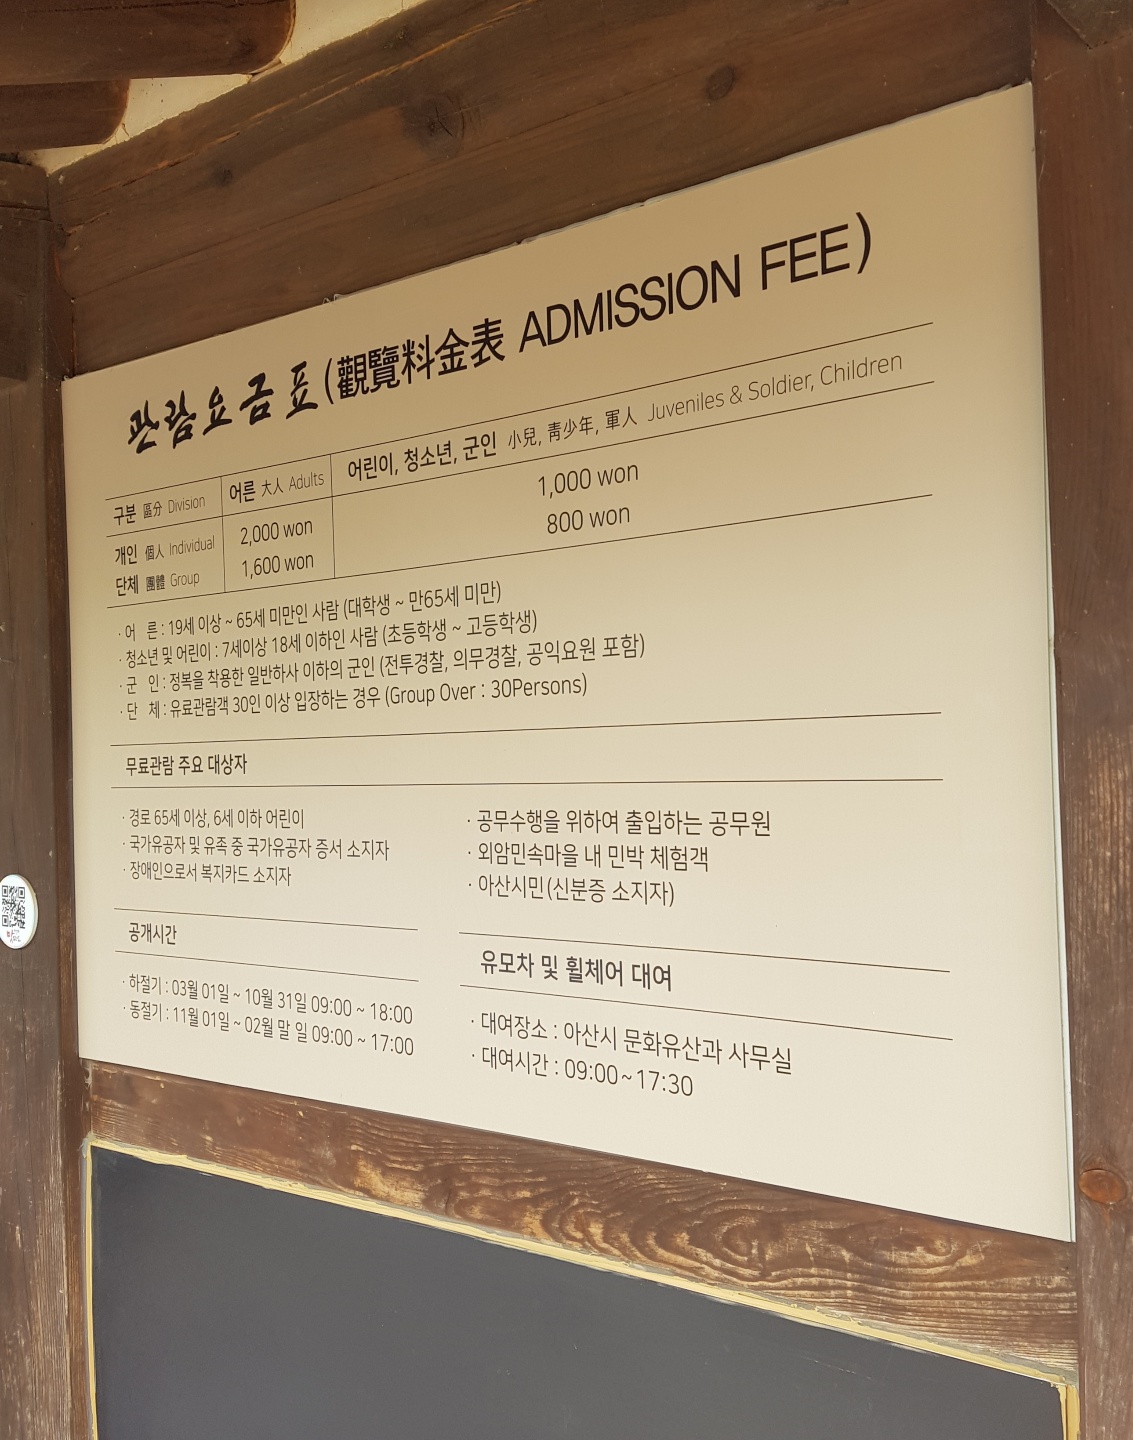 관람요금표(觀覽料金表 ADMISSION FEE)
구분 區分 Division 어른 大人 Adults 어린이, 청소년, 군인 小兒, 靑少年, 軍人 Juveniles & Soldier, Children
개인 個人 Individual 2,000 won 1,000 won
단체 團體 Group 1,600 won 800 won
· 어 른 : 19세 이상 ~ 65세 미만인 사람 (대학생 ~ 만65세 미만)
· 청소년 및 어린이 : 7세이상 18세 이하인 사람 (초등학생 ~ 고등학생)
· 군 인 : 정복을 착용한 일반하사 이하의 군인 (전투경찰, 의무경찰, 공익요원 포함)
· 단 체 : 유료관람객 30인 이상 입장하는 경우 (Group Over : 30Persons)
무료관람 주요 대상자
· 경로 65세 이상, 6세 이하 어린이
· 국가유공자 및 유족 중 국가유공자 증서 소지자
· 장애인으로서 복지카드 소지자
· 공무수행을 위하여 출입하는 공무원
· 외암민속마을 내 민박 체험객
· 아산시민(신분증 소지자)
공개시간
· 하절기 : 03월 01일 ~ 10월 31일 09:00 ~ 18:00
· 동절기 : 11월 01일 ~ 02월 말 일 09:00 ~ 17:00
유모차 및 휠체어 대여
· 대여장소 : 아산시 문화유산과 사무실
· 대여시간 : 09:00~17:30